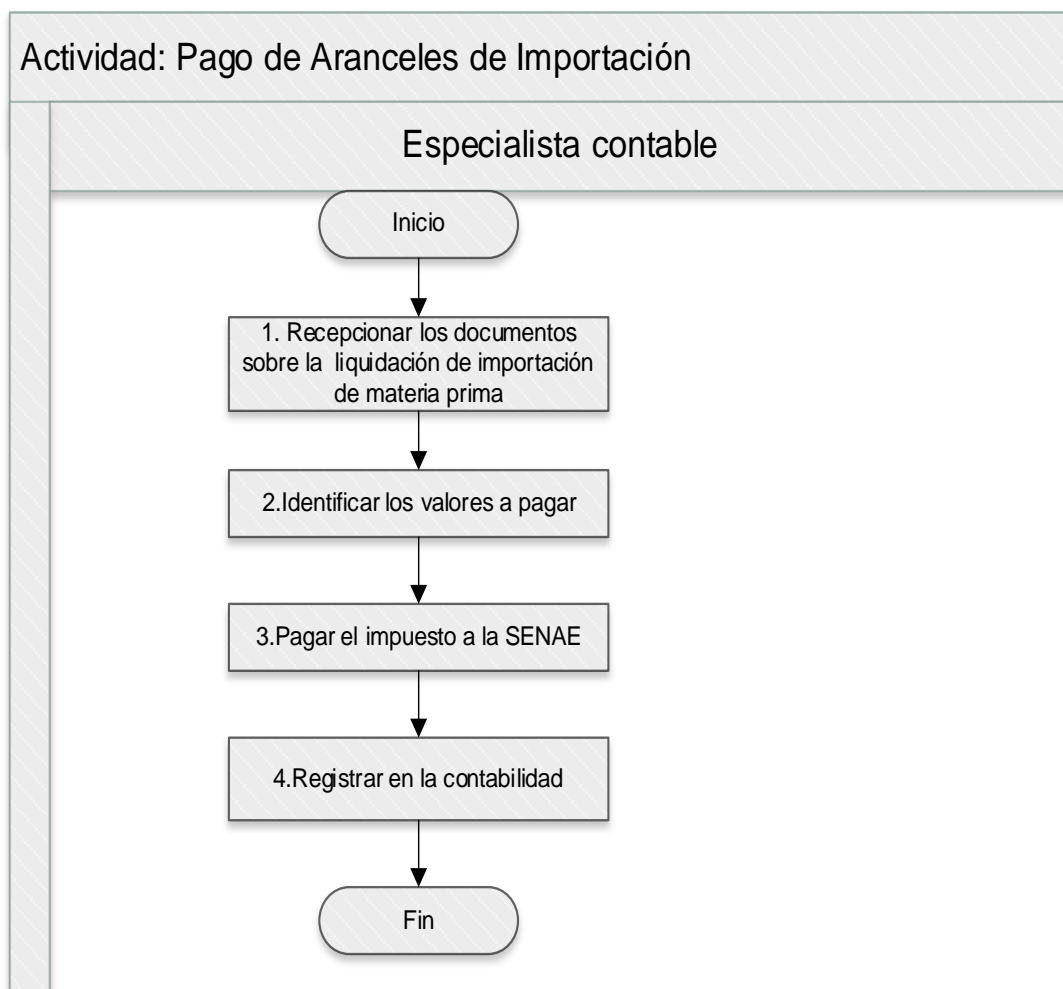 Actividad: Pago de Aranceles de Importación
Especialista contable
Inicio
1. Recepcionar los documentos
sobre la liquidación de importación
de materia prima
2.Identificar los valores a pagar
3.Pagar el impuesto a la SENAE
4.Registrar en la contabilidad
Fin